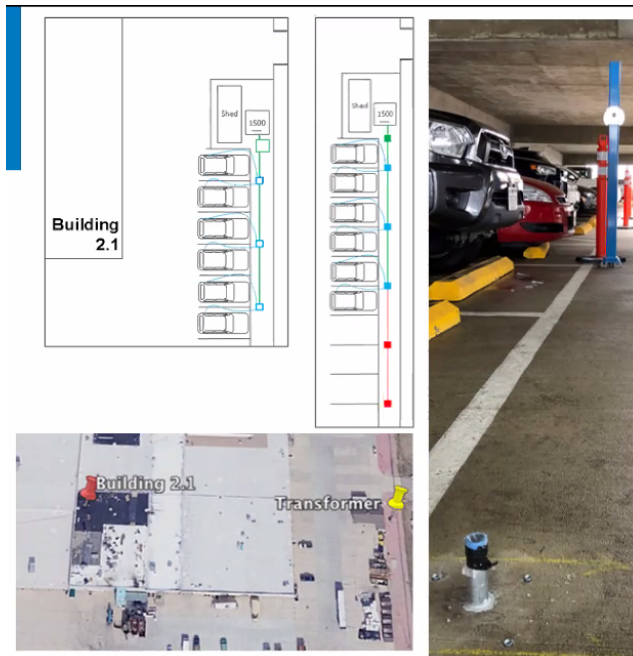 Shed
1500
Building
2.1
Shed
1500
Building 2.1
Transformer